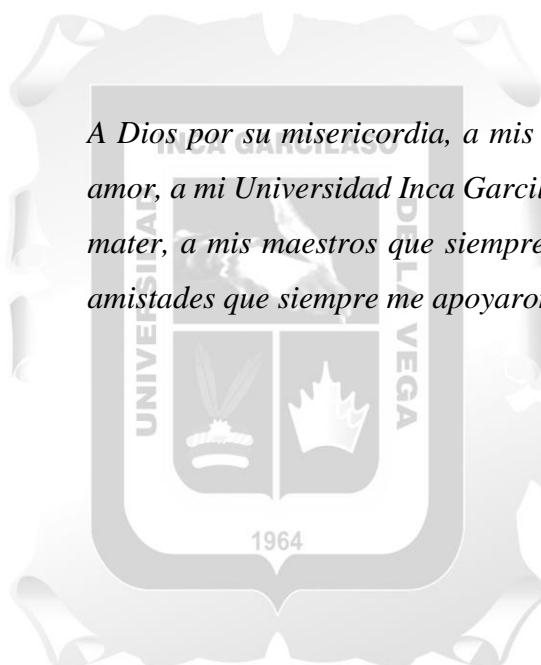 A Dios por su misericordia, a mis
amor, a mi Universidad Inca Garcil
mater, a mis maestros que siempre
amistades que siempre me apoyaro
INCA GARCILASO
UNIVERSIDAD
DE LA VEGA
1964